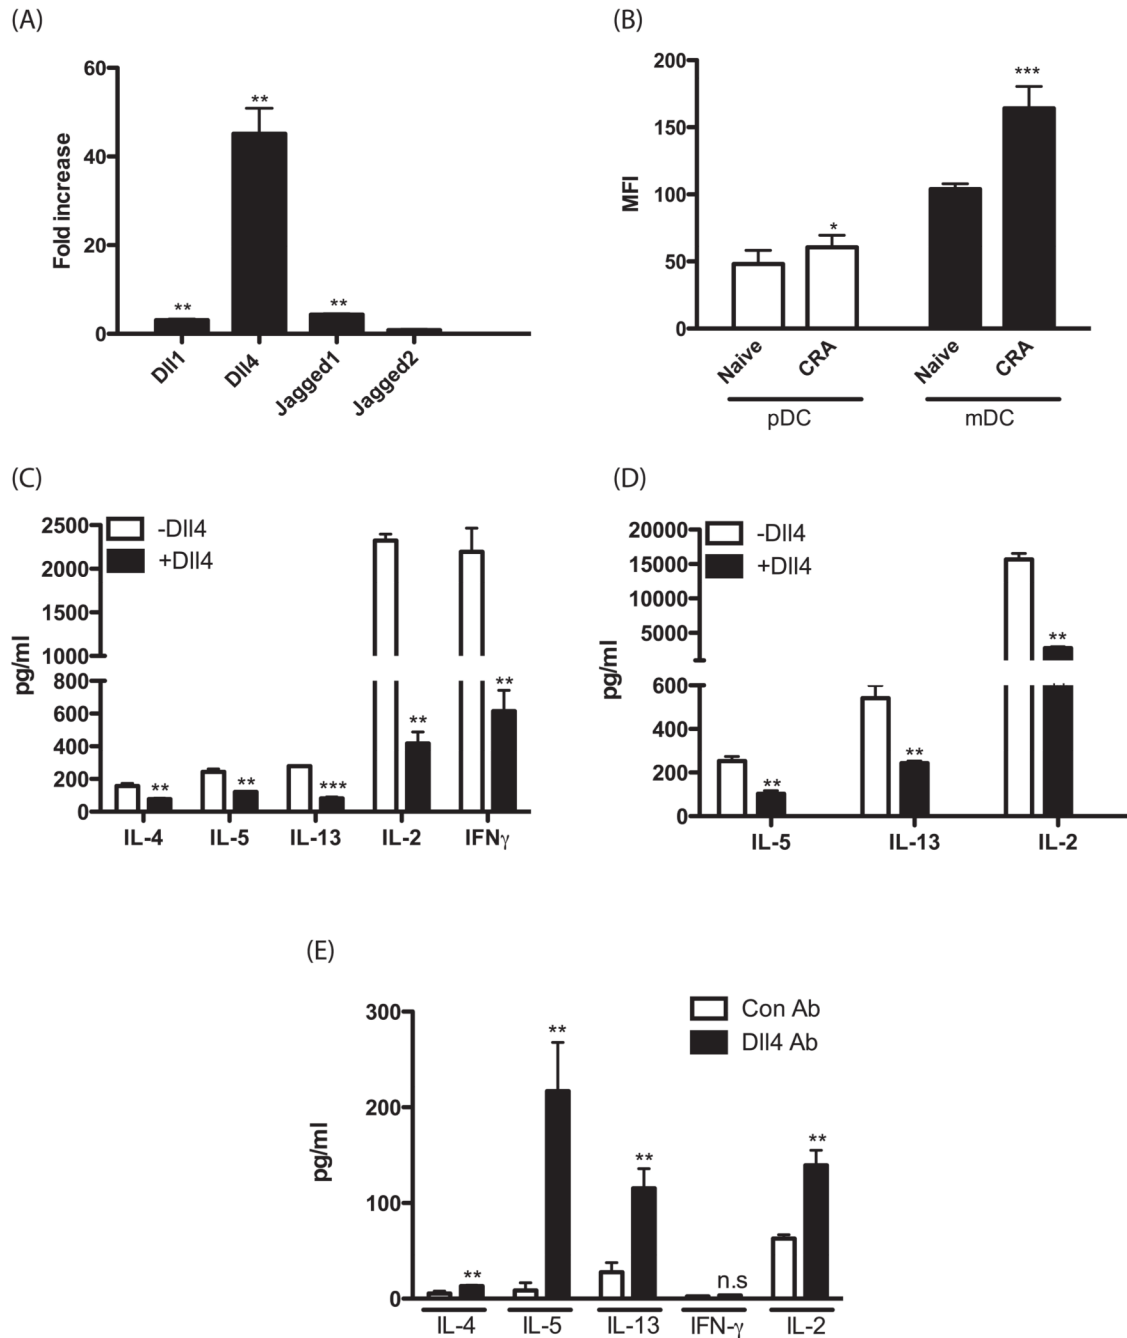 (A)
60
40
20
0
Fold increase
**
**
**
Dll1
Dll4
Jagged1
Jagged2
(B)
200
150
100
50
0
MFI
*
***
Naive
CRA
Naive
CRA
pDC
mDC
(C)
-Dll4
+Dll4
2500
2000
1500
1000
800
600
400
200
0
pg/ml
**
**
***
**
**
IL-4
IL-5
IL-13
IL-2
IFNγ
(D)
-Dll4
+Dll4
20000
15000
10000
5000
600
400
200
0
pg/ml
**
**
**
IL-5
IL-13
IL-2
(E)
Con Ab
Dll4 Ab
300
200
100
0
pg/ml
**
**
**
n.s
**
IL-4
IL-5
IL-13
IFN-γ
IL-2